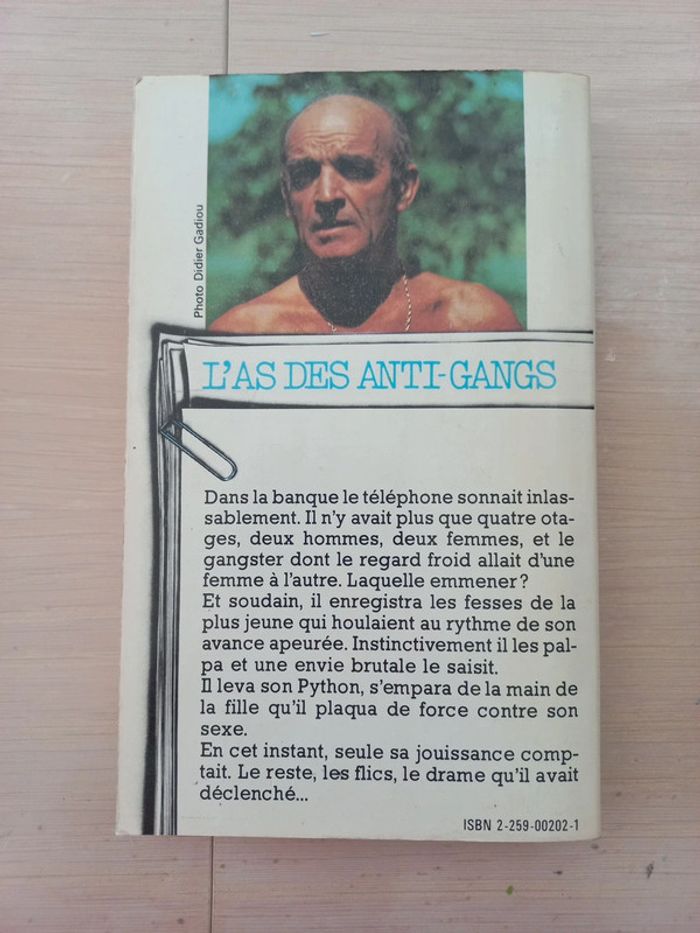 Photo Didier Gadiou
L'AS DES ANTI-GANGS
Dans la banque le téléphone sonnait inlas-
sablement. Il n'y avait plus que quatre ota-
ges, deux hommes, deux femmes, et le
gangster dont le regard froid allait d'une
femme à l'autre. Laquelle emmener ?
Et soudain, il enregistra les fesses de la
plus jeune qui houlaient au rythme de son
avance apeurée. Instinctivement il les pal-
pa et une envie brutale le saisit.
Il leva son Python, s'empara de la main de
la fille qu'il plaqua de force contre son
sexe.
En cet instant, seule sa jouissance comp-
tait. Le reste, les flics, le drame qu'il avait
déclenché...
ISBN 2-259-00202-1